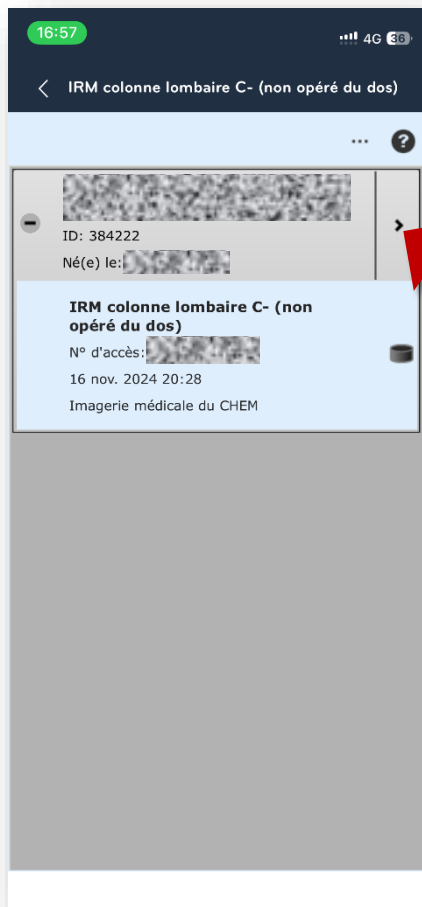 16:57
4G 36
IRM colonne lombaire C- (non opéré du dos)
...
?
ID: 384222
Né(e) le:
IRM colonne lombaire C- (non
opéré du dos)
N° d'accès:
16 nov. 2024 20:28
Imagerie médicale du CHEM